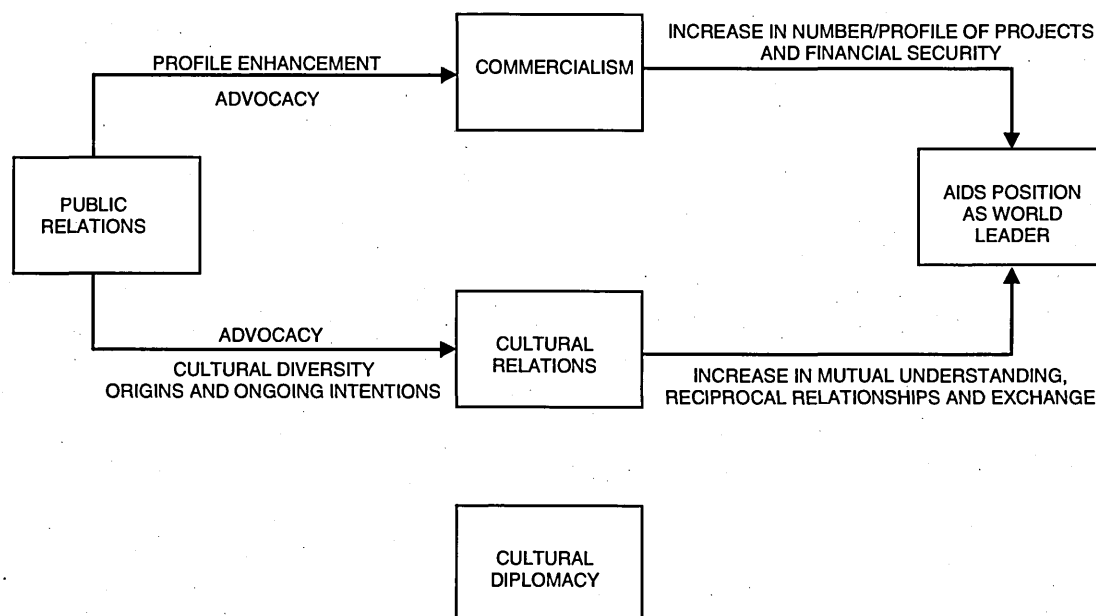 PROFILE ENHANCEMENT
ADVOCACY
COMMERCIALISM
INCREASE IN NUMBER/PROFILE OF PROJECTS
AND FINANCIAL SECURITY
PUBLIC
RELATIONS
AIDS POSITION
AS WORLD
LEADER
ADVOCACY
CULTURAL DIVERSITY
ORIGINS AND ONGOING INTENTIONS
CULTURAL
RELATIONS
INCREASE IN MUTUAL UNDERSTANDING,
RECIPROCAL RELATIONSHIPS AND EXCHANGE
CULTURAL
DIPLOMACY